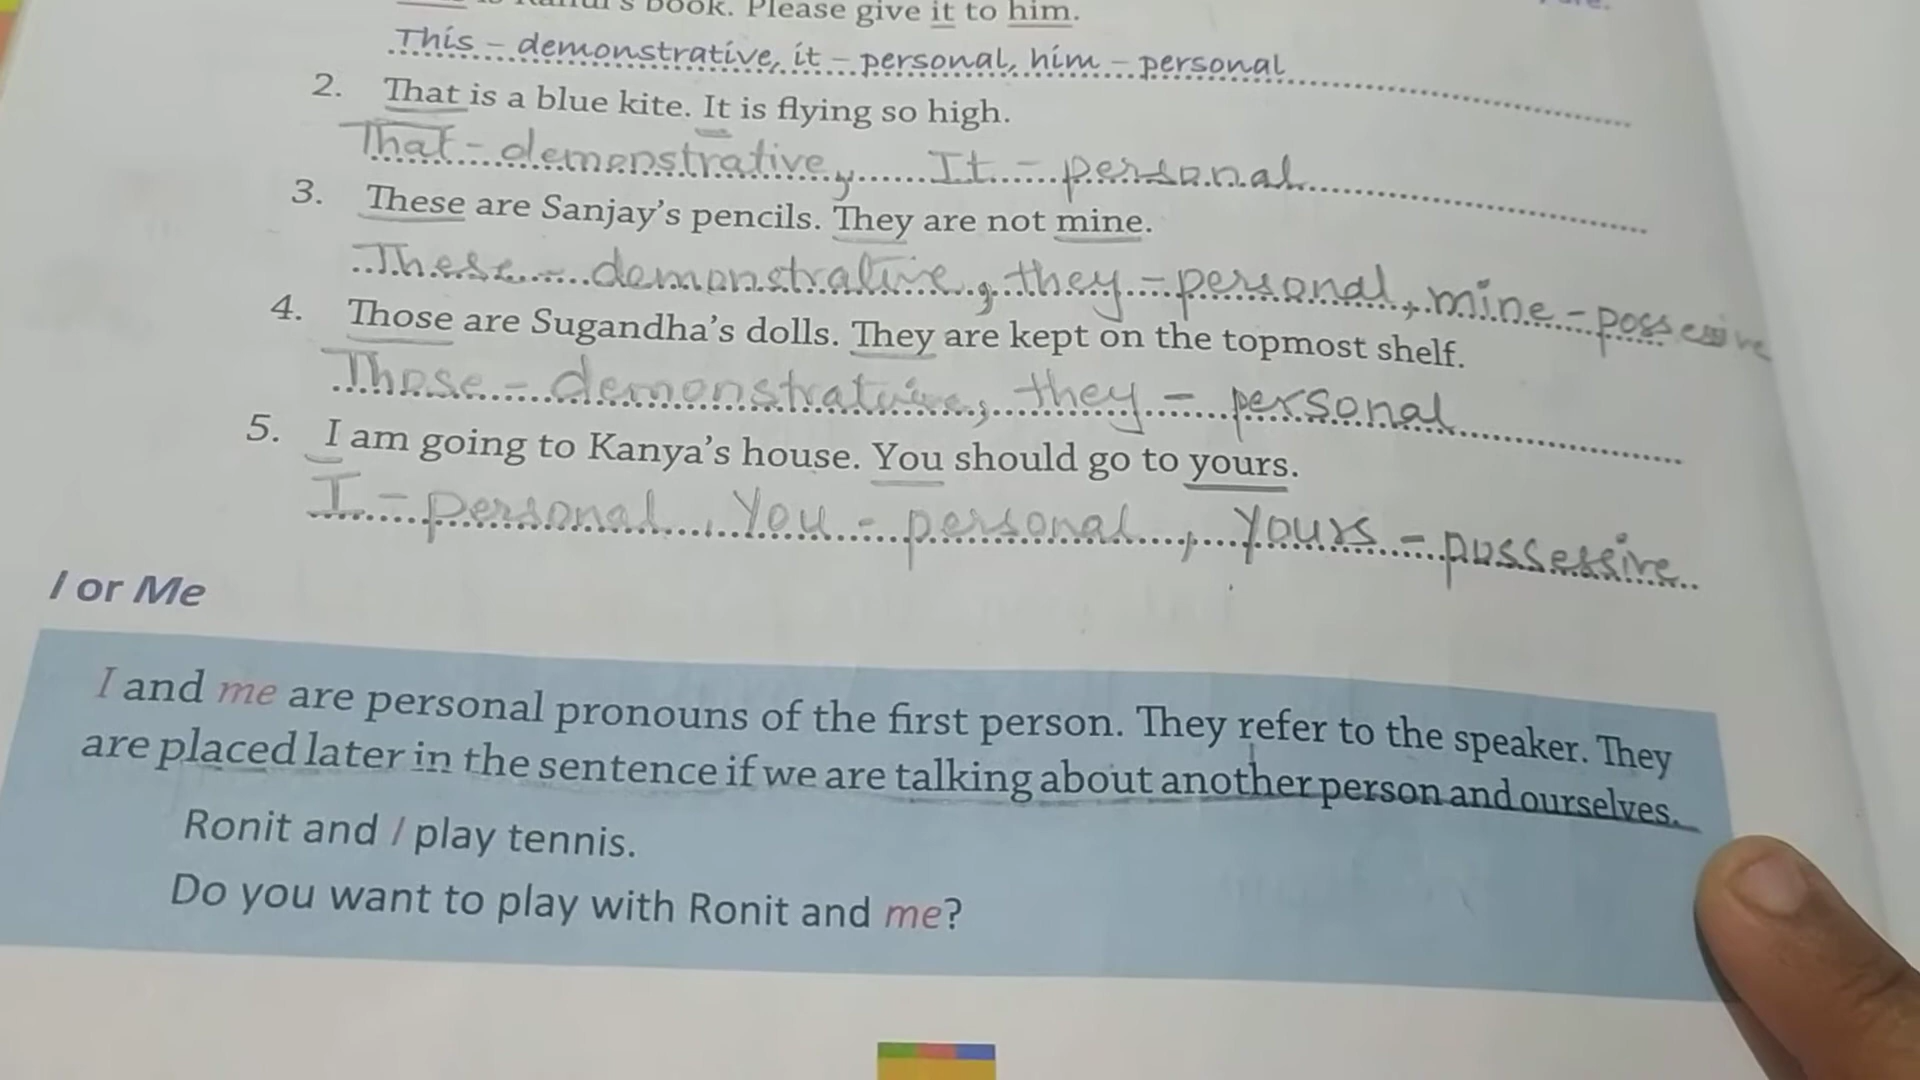 Rahul's book. Please give it to him.
This – demonstrative, it – personal, him – personal
2. That is a blue kite. It is flying so high.
That - demonstrative, It - personal
3. These are Sanjay's pencils. They are not mine.
These - demonstrative, they - personal, mine - possessive
4. Those are Sugandha's dolls. They are kept on the topmost shelf.
Those - demonstrative, they - personal
5. I am going to Kanya's house. You should go to yours.
I - personal, You - personal, Yours - possessive
I or Me
I and me are personal pronouns of the first person. They refer to the speaker. They
are placed later in the sentence if we are talking about another person and ourselves.
Ronit and I play tennis.
Do you want to play with Ronit and me?